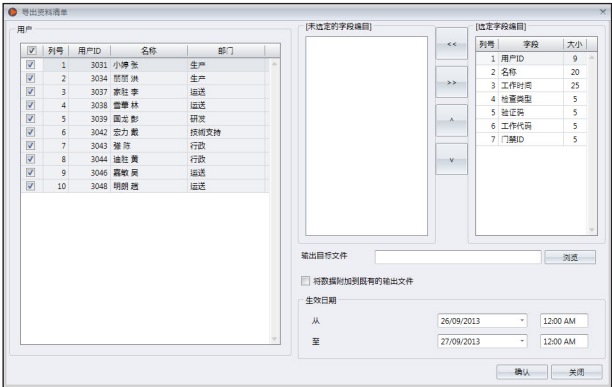 导出资料清单
用户
列号 用户ID 名称 部门
1 3031 小婷 张 生产
2 3034 丽丽 洪 生产
3 3037 家胜 李 运送
4 3038 雪華 林 运送
5 3039 国龙 彭 研发
6 3042 宏力 戴 技術支持
7 3043 强 陈 行政
8 3044 迪胜 黄 行政
9 3046 嘉敏 吴 运送
10 3048 明朗 趙 运送
[未选定的字段编目]
<<
>>
^
v
[选定字段编目]
列号 字段 大小
1 用户ID 9
2 名称 20
3 工作时间 25
4 检查类型 5
5 验证码 5
6 工作代码 5
7 门禁ID 5
输出目标文件 浏览
将数据附加到既有的输出文件
生效日期
从 26/09/2013 12:00 AM
至 27/09/2013 12:00 AM
确认 关闭